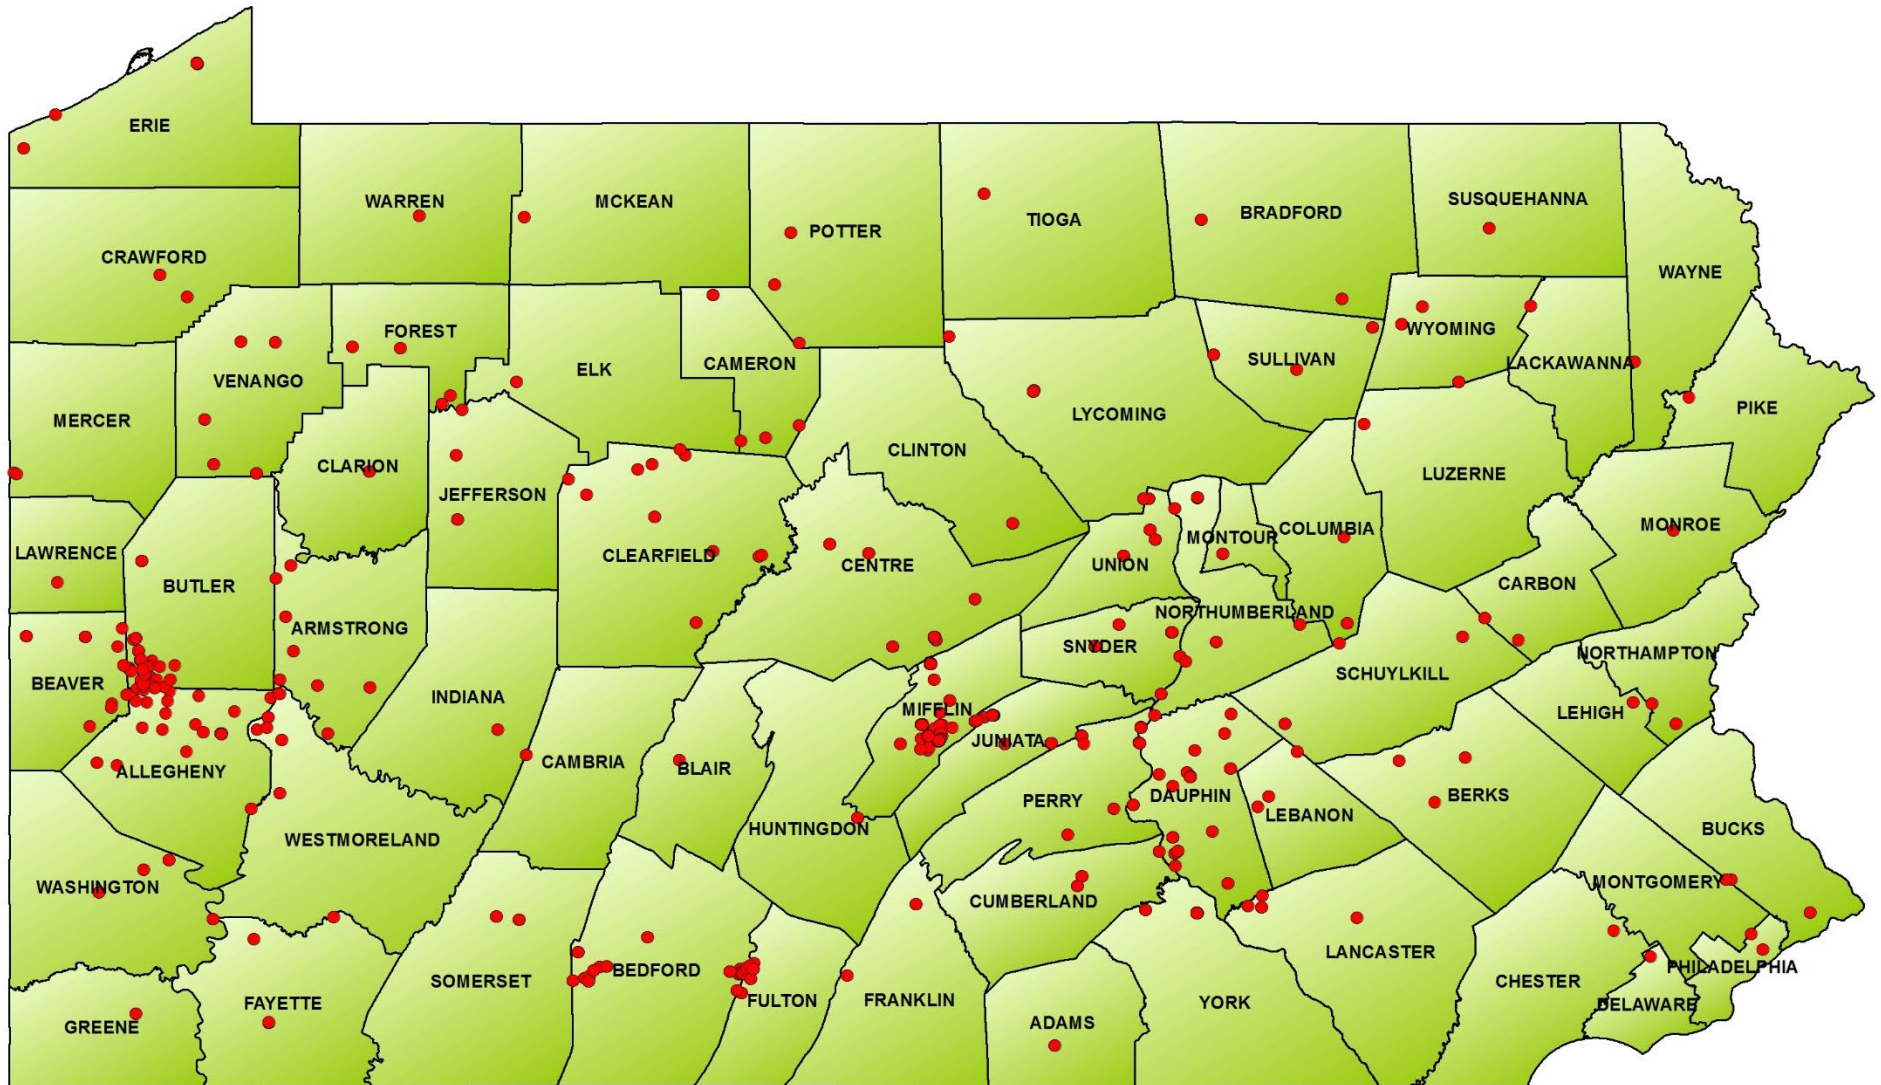 ERIE
WARREN
MCKEAN
POTTER
TIOGA
BRADFORD
SUSQUEHANNA
WAYNE
CRAWFORD
FOREST
VENANGO
ELK
CAMERON
SULLIVAN
WYOMING
LACKAWANNA
PIKE
MERCER
LYCOMING
CLARION
CLINTON
LUZERNE
JEFFERSON
MONROE
LAWRENCE
BUTLER
CLEARFIELD
CENTRE
UNION
MONTOUR
COLUMBIA
CARBON
ARMSTRONG
NORTHUMBERLAND
SNYDER
NORTHAMPTON
BEAVER
INDIANA
SCHUYLKILL
MIFFLIN
LEHIGH
JUNIATA
ALLEGHENY
CAMBRIA
BLAIR
PERRY
DAUPHIN
BERKS
LEBANON
HUNTINGDON
BUCKS
WESTMORELAND
WASHINGTON
MONTGOMERY
CUMBERLAND
LANCASTER
SOMERSET
BEDFORD
PHILADELPHIA
CHESTER
FAYETTE
FULTON
FRANKLIN
YORK
DELAWARE
GREENE
ADAMS